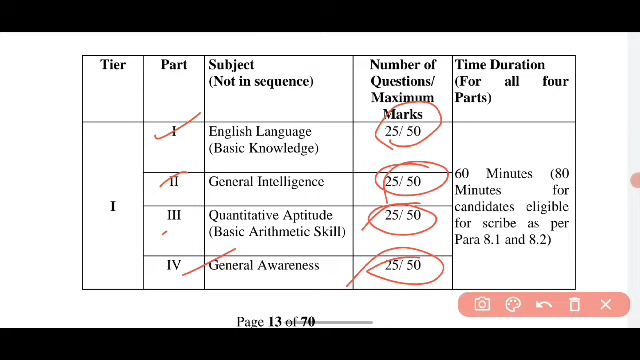 Tier Part Subject Number of Time Duration
(Not in sequence) Questions/ (For all four
Maximum Parts)
Marks
I English Language 25/ 50
(Basic Knowledge)
II General Intelligence 25/ 50
III Quantitative Aptitude 25/ 50
(Basic Arithmetic Skill)
IV General Awareness 25/ 50
I
60 Minutes (80
Minutes for
candidates eligible
for scribe as per
Para 8.1 and 8.2)
Page 13 of 70